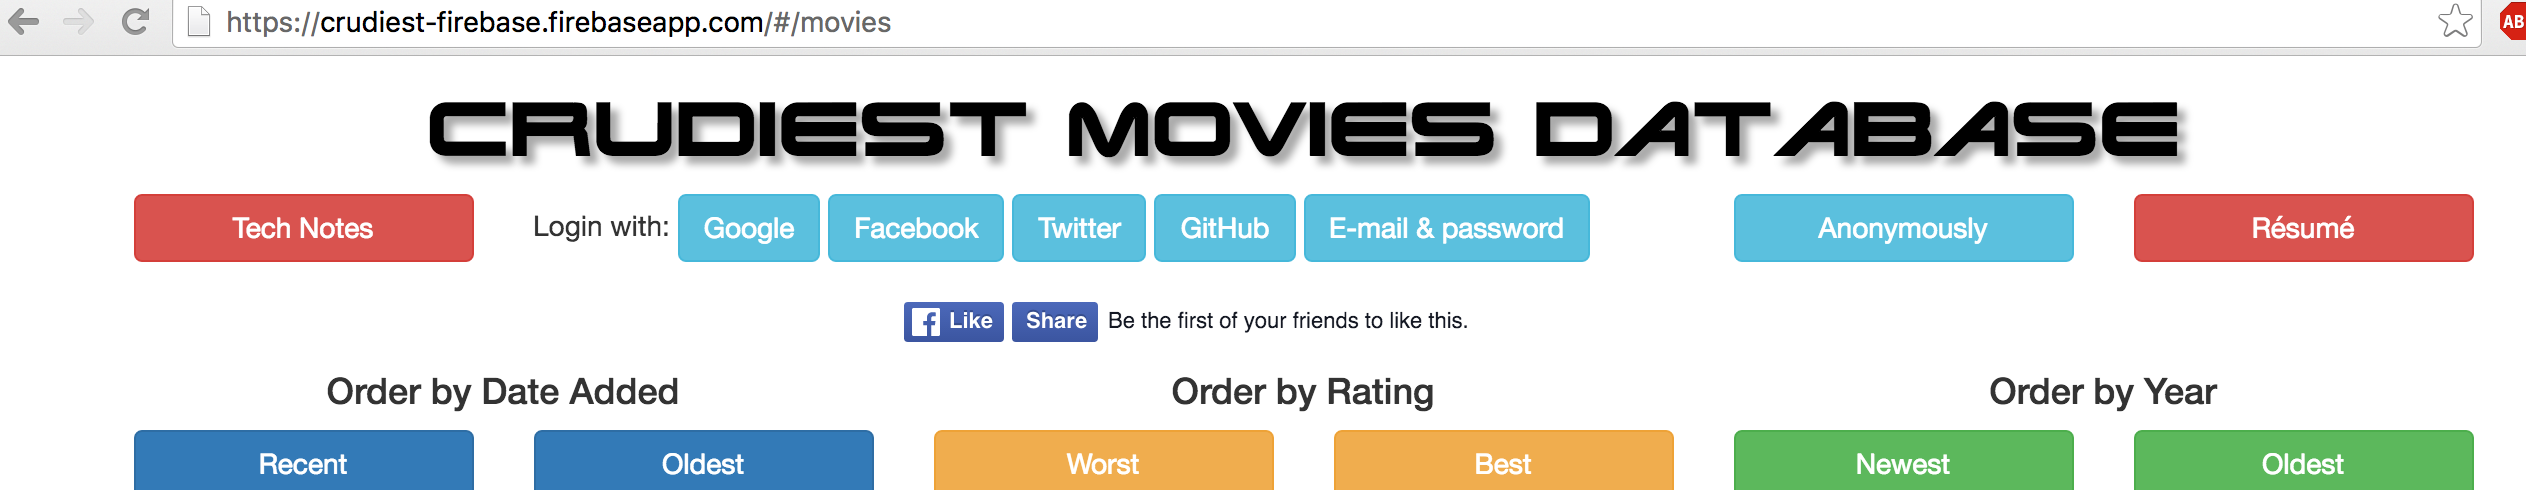 https://crudiest-firebase.firebaseapp.com/#/movies
AB
CRUDIEST MOVIES DATABASE
Tech Notes Login with: Google Facebook Twitter GitHub E-mail & password Anonymously Résumé
Like Share Be the first of your friends to like this.
Order by Date Added Order by Rating Order by Year
Recent Oldest Worst Best Newest Oldest